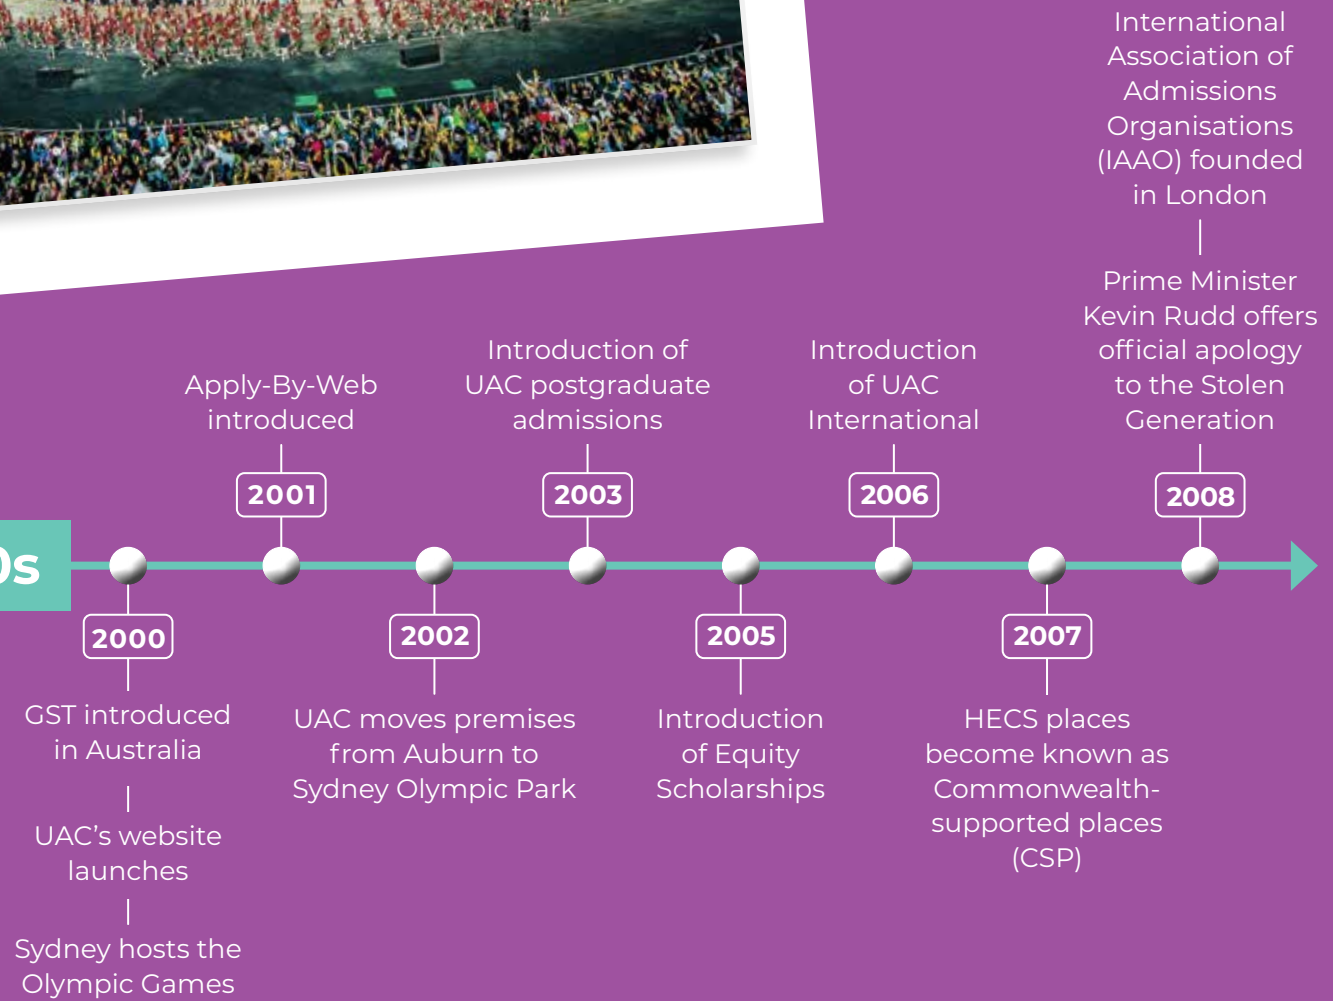 International
Association of
Admissions
Organisations
(IAAO) founded
in London
Prime Minister
Kevin Rudd offers
official apology
to the Stolen
Generation
Introduction of
UAC postgraduate
admissions
Introduction
of UAC
International
Apply-By-Web
introduced
2001
2003
2006
2008
0s
2000
2002
2005
2007
GST introduced
in Australia
UAC’s website
launches
Sydney hosts the
Olympic Games
UAC moves premises
from Auburn to
Sydney Olympic Park
Introduction
of Equity
Scholarships
HECS places
become known as
Commonwealth-
supported places
(CSP)